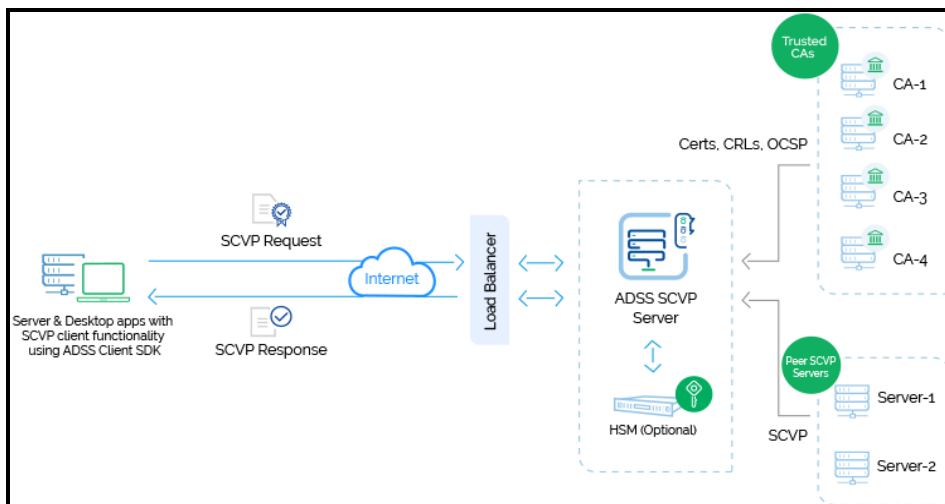 Trusted
CAs
CA-1
CA-2
CA-3
CA-4
Certs, CRLs, OCSP
SCVP Request
Internet
Load Balancer
SCVP Response
Server & Desktop apps with
SCVP client functionality
using ADSS Client SDK
ADSS SCVP
Server
HSM (Optional)
Peer SCVP
Servers
Server-1
Server-2
SCVP